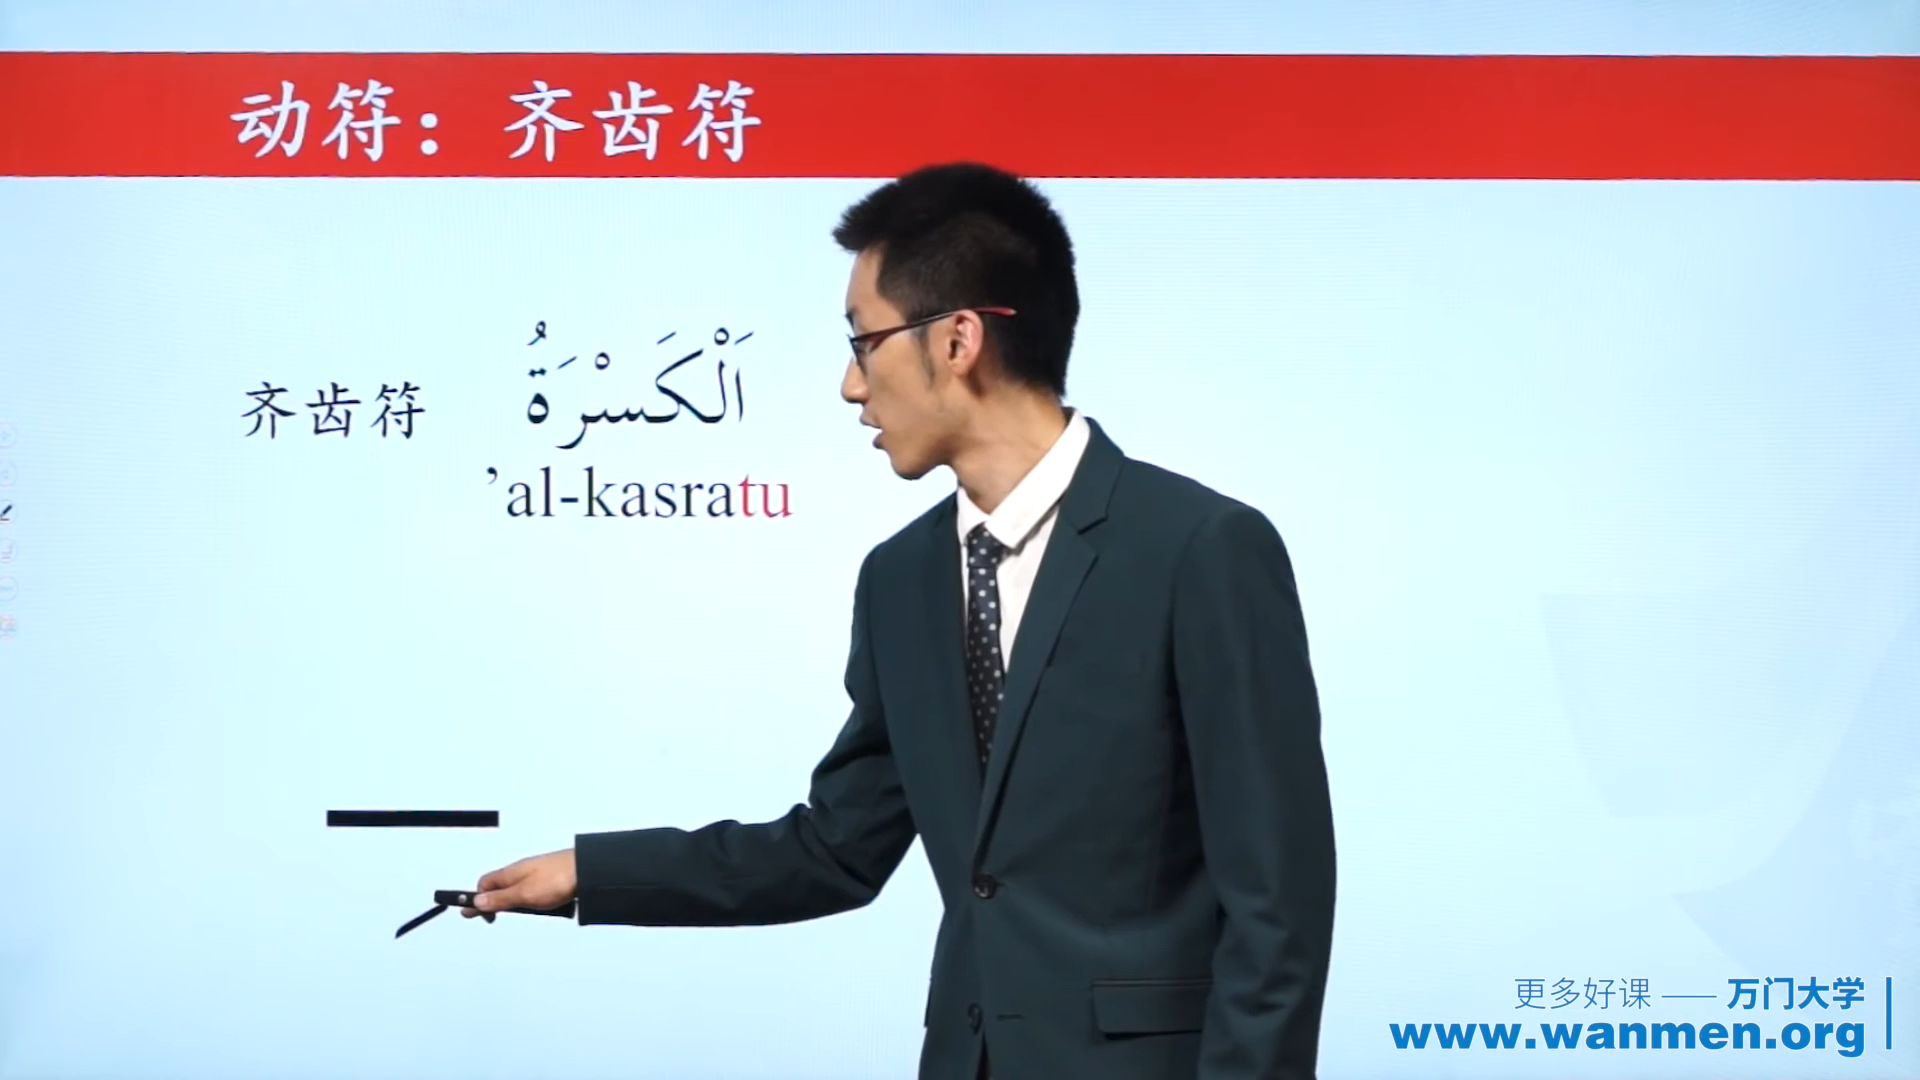 动符：齐齿符
齐齿符 اَلْكَسْرَةُ
’al-kasratu
更多好课 —— 万门大学
www.wanmen.org